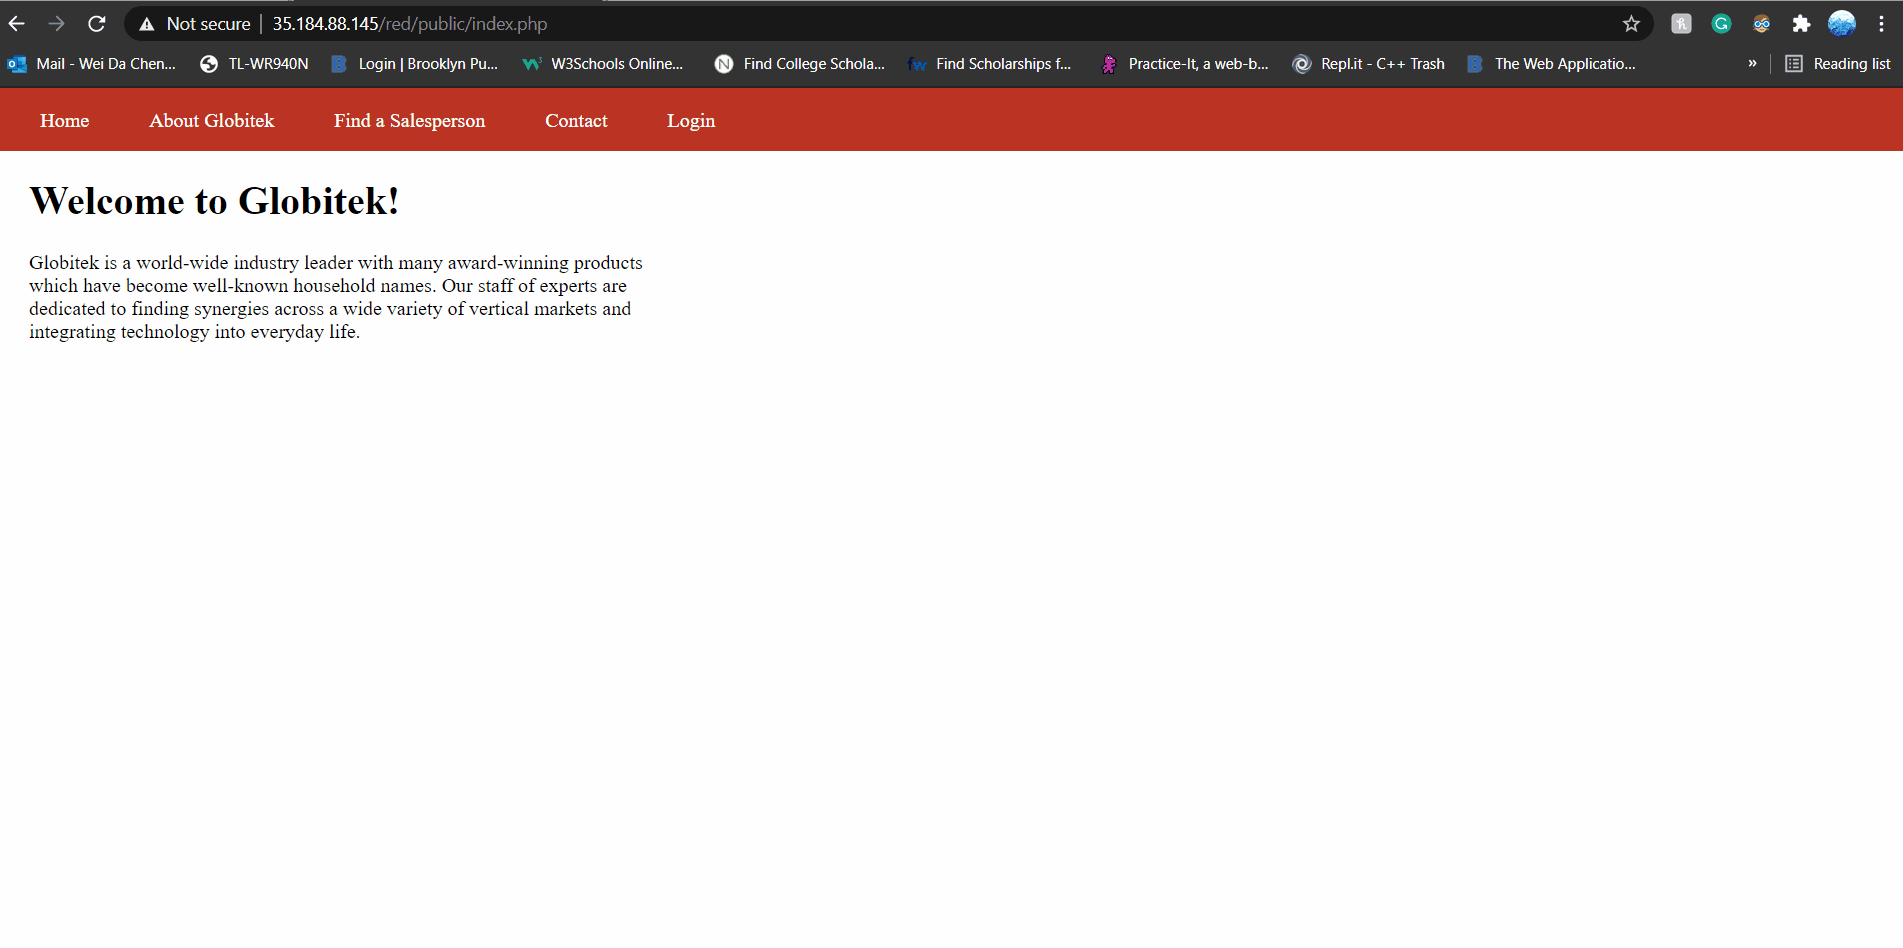 Not secure 35.184.88.145/red/public/index.php
Mail - Wei Da Chen... TL-WR940N Login | Brooklyn Pu... W3Schools Online... Find College Schola... Find Scholarships f... Practice-It, a web-b... Repl.it - C++ Trash The Web Applicatio... » Reading list
Home About Globitek Find a Salesperson Contact Login
Welcome to Globitek!
Globitek is a world-wide industry leader with many award-winning products
which have become well-known household names. Our staff of experts are
dedicated to finding synergies across a wide variety of vertical markets and
integrating technology into everyday life.